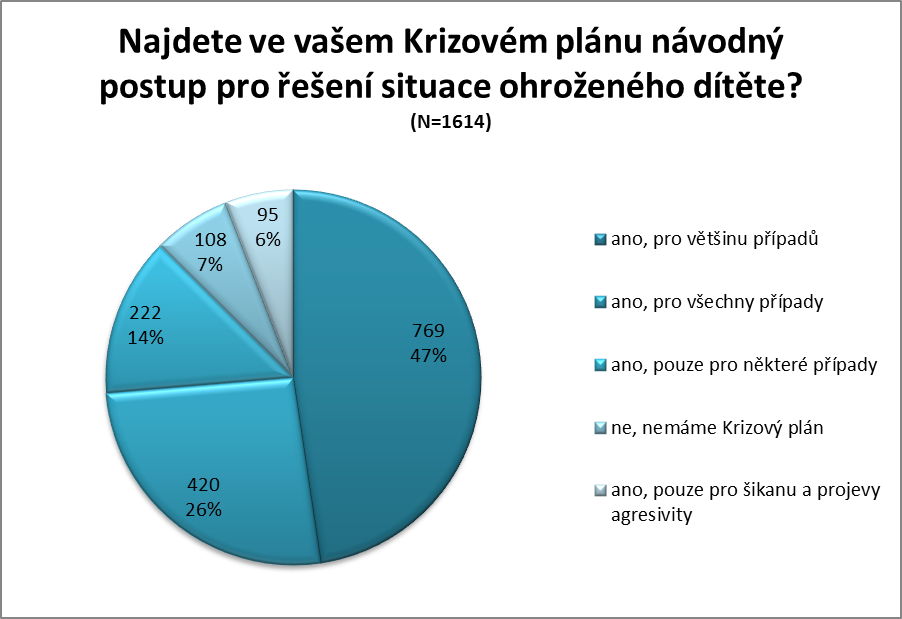 Najdete ve vašem Krizovém plánu návodný
postup pro řešení situace ohroženého dítěte?
(N=1614)
95
6%
108
7%
222
14%
769
47%
420
26%
ano, pro většinu případů
ano, pro všechny případy
ano, pouze pro některé případy
ne, nemáme Krizový plán
ano, pouze pro šikanu a projevy
agresivity